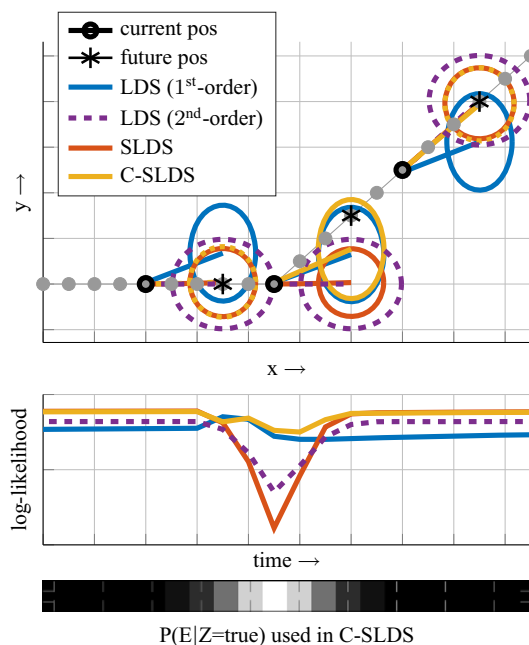 current pos
future pos
LDS (1st-order)
LDS (2nd-order)
SLDS
C-SLDS
y →
x →
log-likelihood
time →
P(E|Z=true) used in C-SLDS